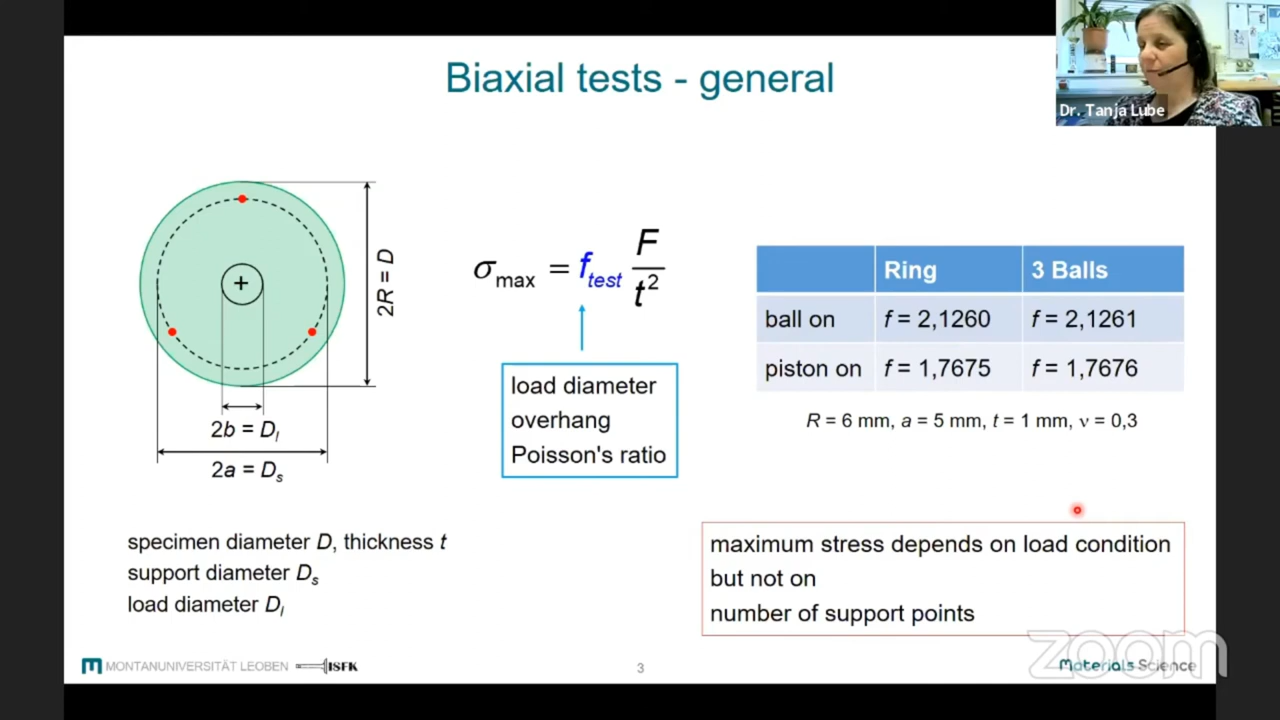 Biaxial tests - general
Dr. Tanja Lube
2R = D
2b = Dₗ
2a = Dₛ
σmax = ftest F/t²
load diameter
overhang
Poisson's ratio
Ring 3 Balls
ball on f = 2,1260 f = 2,1261
piston on f = 1,7675 f = 1,7676
R = 6 mm, a = 5 mm, t = 1 mm, ν = 0,3
specimen diameter D, thickness t
support diameter Dₛ
load diameter Dₗ
maximum stress depends on load condition
but not on
number of support points
MONTANUNIVERSITÄT LEOBEN ISFK
3
Materials Science
zoom